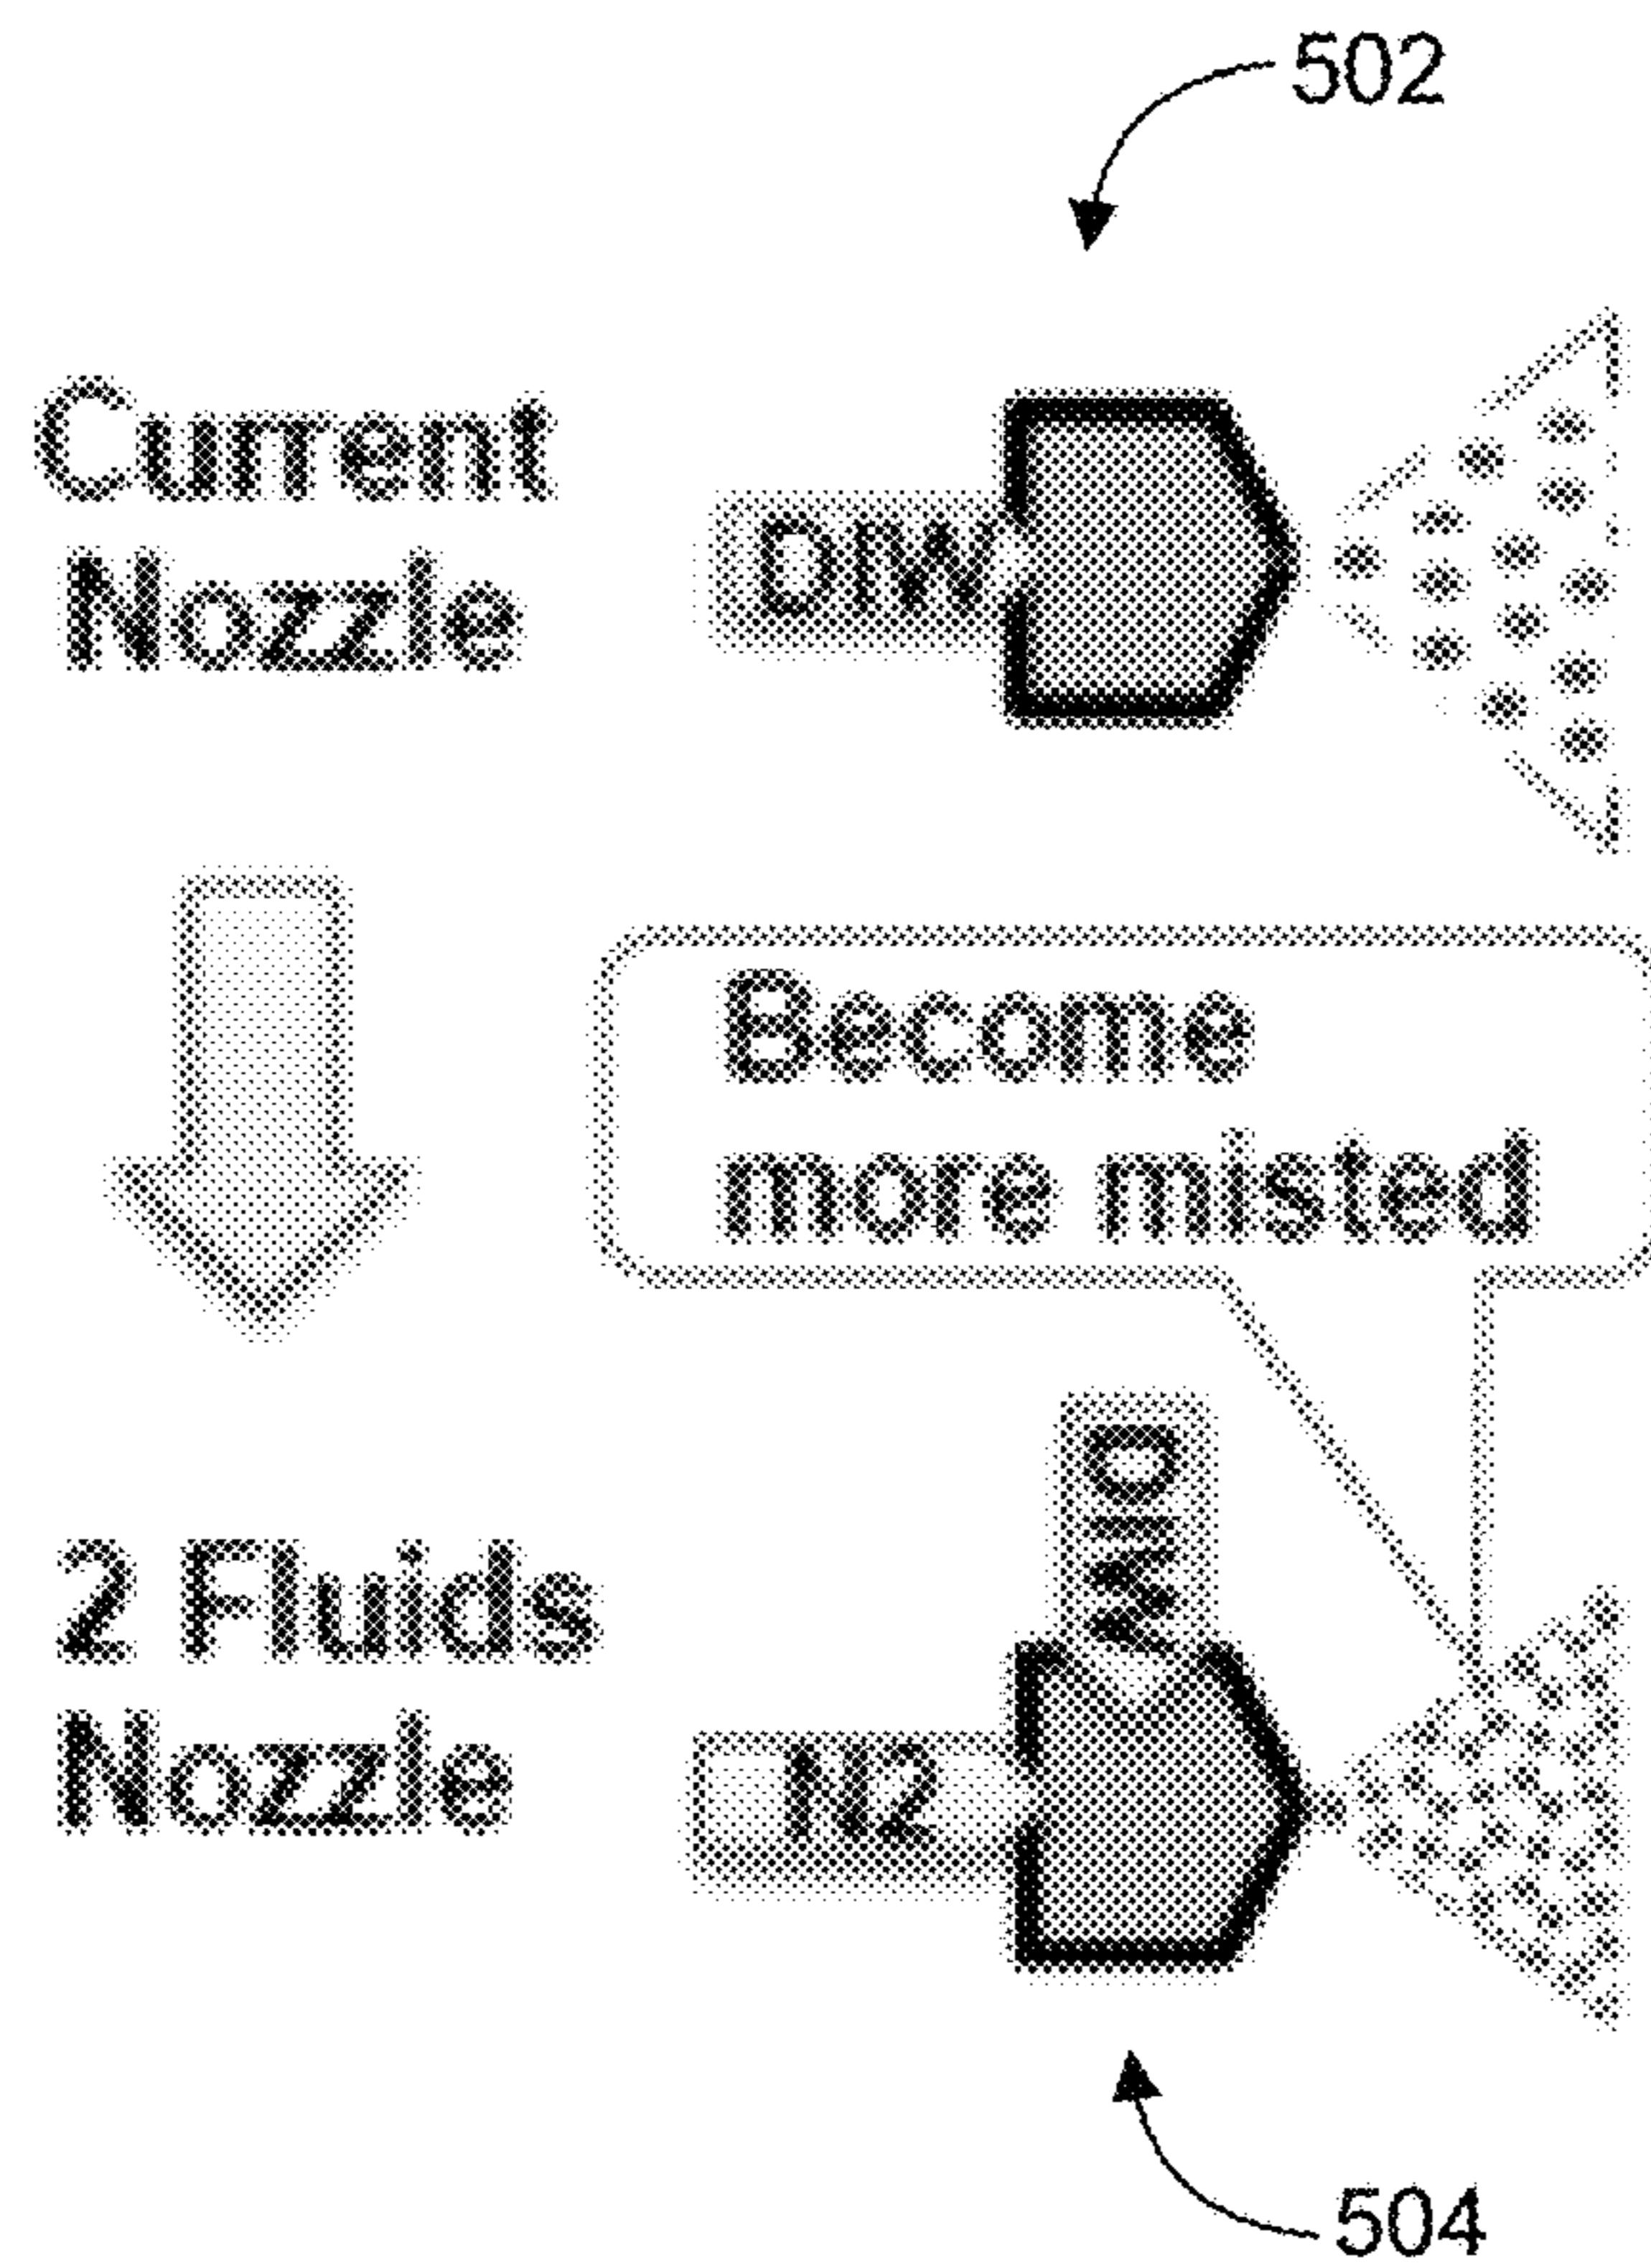 502
Current
Nozzle
DIW
Become
more misted
DIW
2 Fluids
Nozzle
N2
504